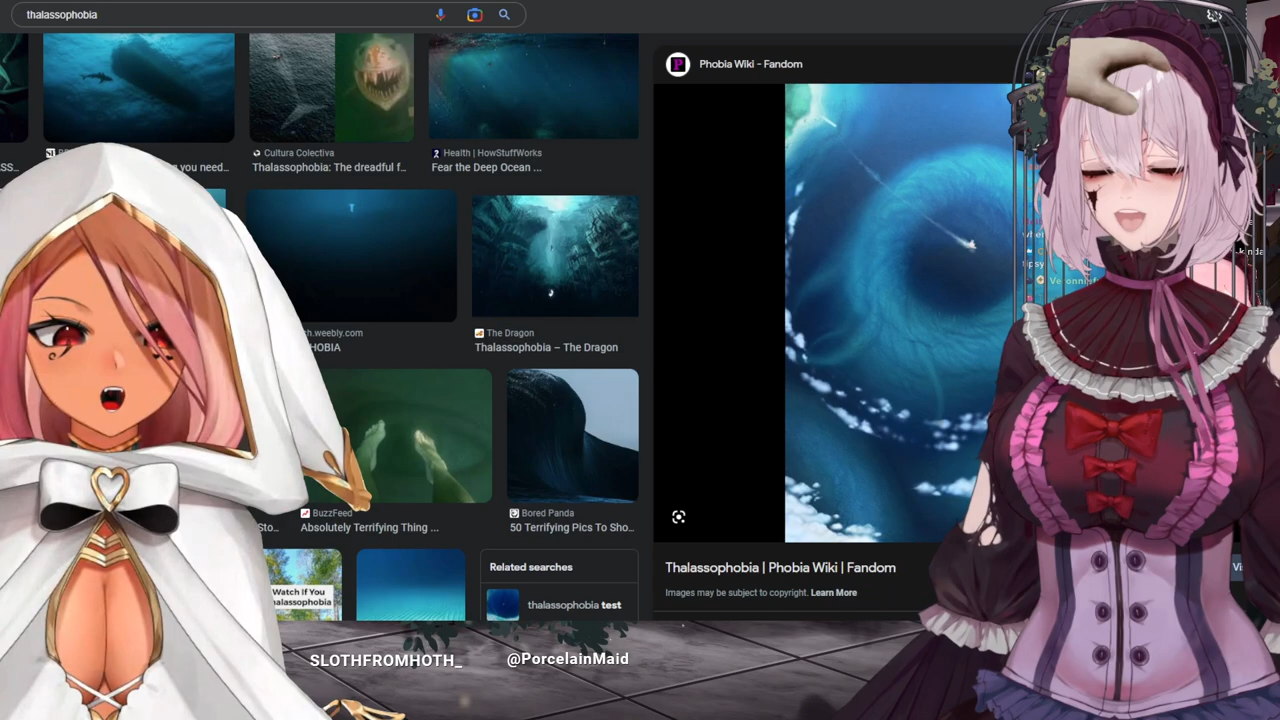 thalassophobia
Phobia Wiki - Fandom
you need...
Cultura Colectiva
Thalassophobia: The dreadful f...
Health | HowStuffWorks
Fear the Deep Ocean ...
The Dragon
Thalassophobia – The Dragon
BuzzFeed
Absolutely Terrifying Thing ...
Bored Panda
50 Terrifying Pics To Sho...
Watch If You
Related searches
thalassophobia test
Thalassophobia | Phobia Wiki | Fandom
Images may be subject to copyright. Learn More
SLOTHFROMHOTH_
@PorcelainMaid